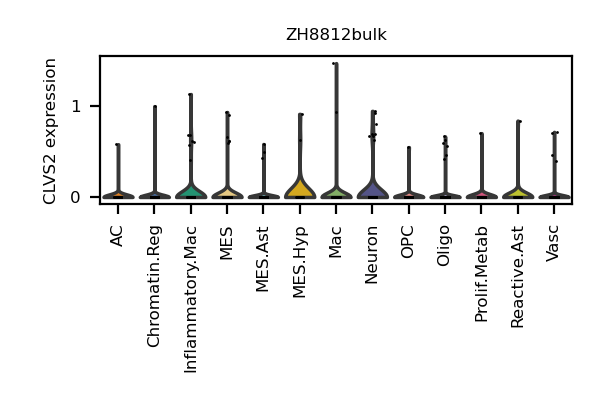 ZH8812bulk
CLVS2 expression
1
0
AC
Chromatin.Reg
Inflammatory.Mac
MES
MES.Ast
MES.Hyp
Mac
Neuron
OPC
Oligo
Prolif.Metab
Reactive.Ast
Vasc